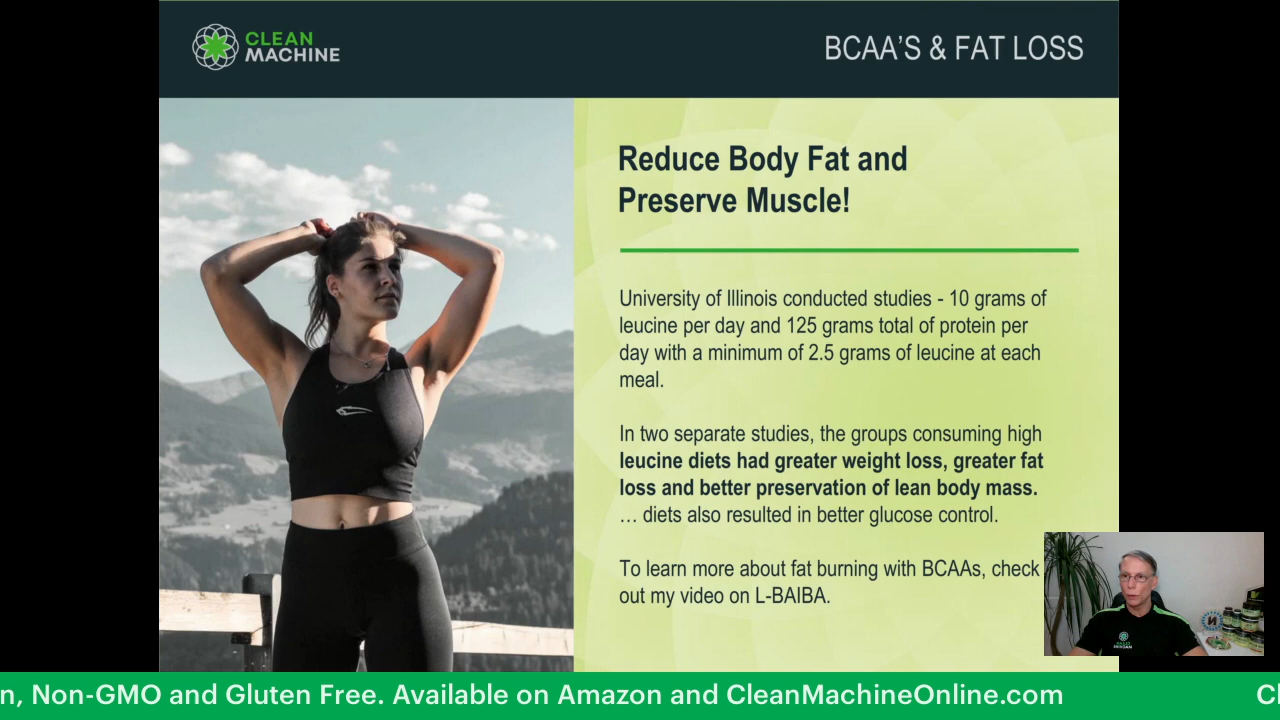 CLEAN
MACHINE
BCAA'S & FAT LOSS
Reduce Body Fat and
Preserve Muscle!
University of Illinois conducted studies - 10 grams of
leucine per day and 125 grams total of protein per
day with a minimum of 2.5 grams of leucine at each
meal.
In two separate studies, the groups consuming high
leucine diets had greater weight loss, greater fat
loss and better preservation of lean body mass.
… diets also resulted in better glucose control.
To learn more about fat burning with BCAAs, check
out my video on L-BAIBA.
n, Non-GMO and Gluten Free. Available on Amazon and CleanMachineOnline.com